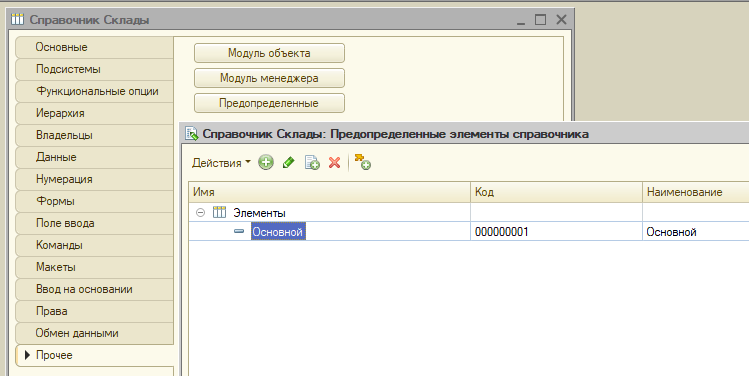 Справочник Склады
Основные
Подсистемы
Функциональные опции
Иерархия
Владельцы
Данные
Нумерация
Формы
Поле ввода
Команды
Макеты
Ввод на основании
Права
Обмен данными
Прочее
Модуль объекта
Модуль менеджера
Предопределенные
Справочник Склады: Предопределенные элементы справочника
Действия
Имя Код Наименование
Элементы
Основной 000000001 Основной